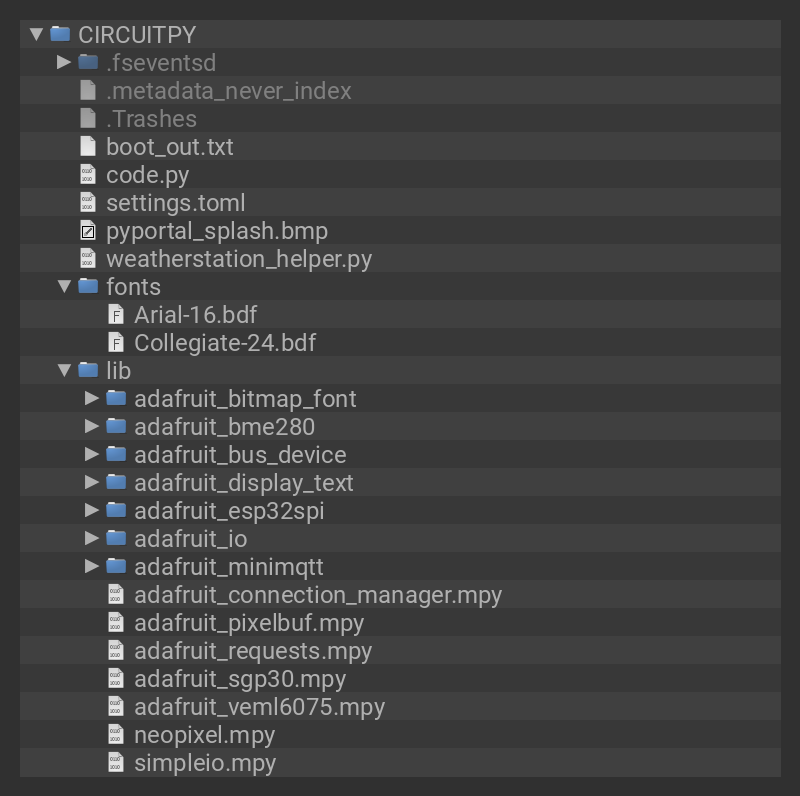 CIRCUITPY
.fseventsd
.metadata_never_index
.Trashes
boot_out.txt
code.py
settings.toml
pyportal_splash.bmp
weatherstation_helper.py
fonts
Arial-16.bdf
Collegiate-24.bdf
lib
adafruit_bitmap_font
adafruit_bme280
adafruit_bus_device
adafruit_display_text
adafruit_esp32spi
adafruit_io
adafruit_minimqtt
adafruit_connection_manager.mpy
adafruit_pixelbuf.mpy
adafruit_requests.mpy
adafruit_sgp30.mpy
adafruit_veml6075.mpy
neopixel.mpy
simpleio.mpy